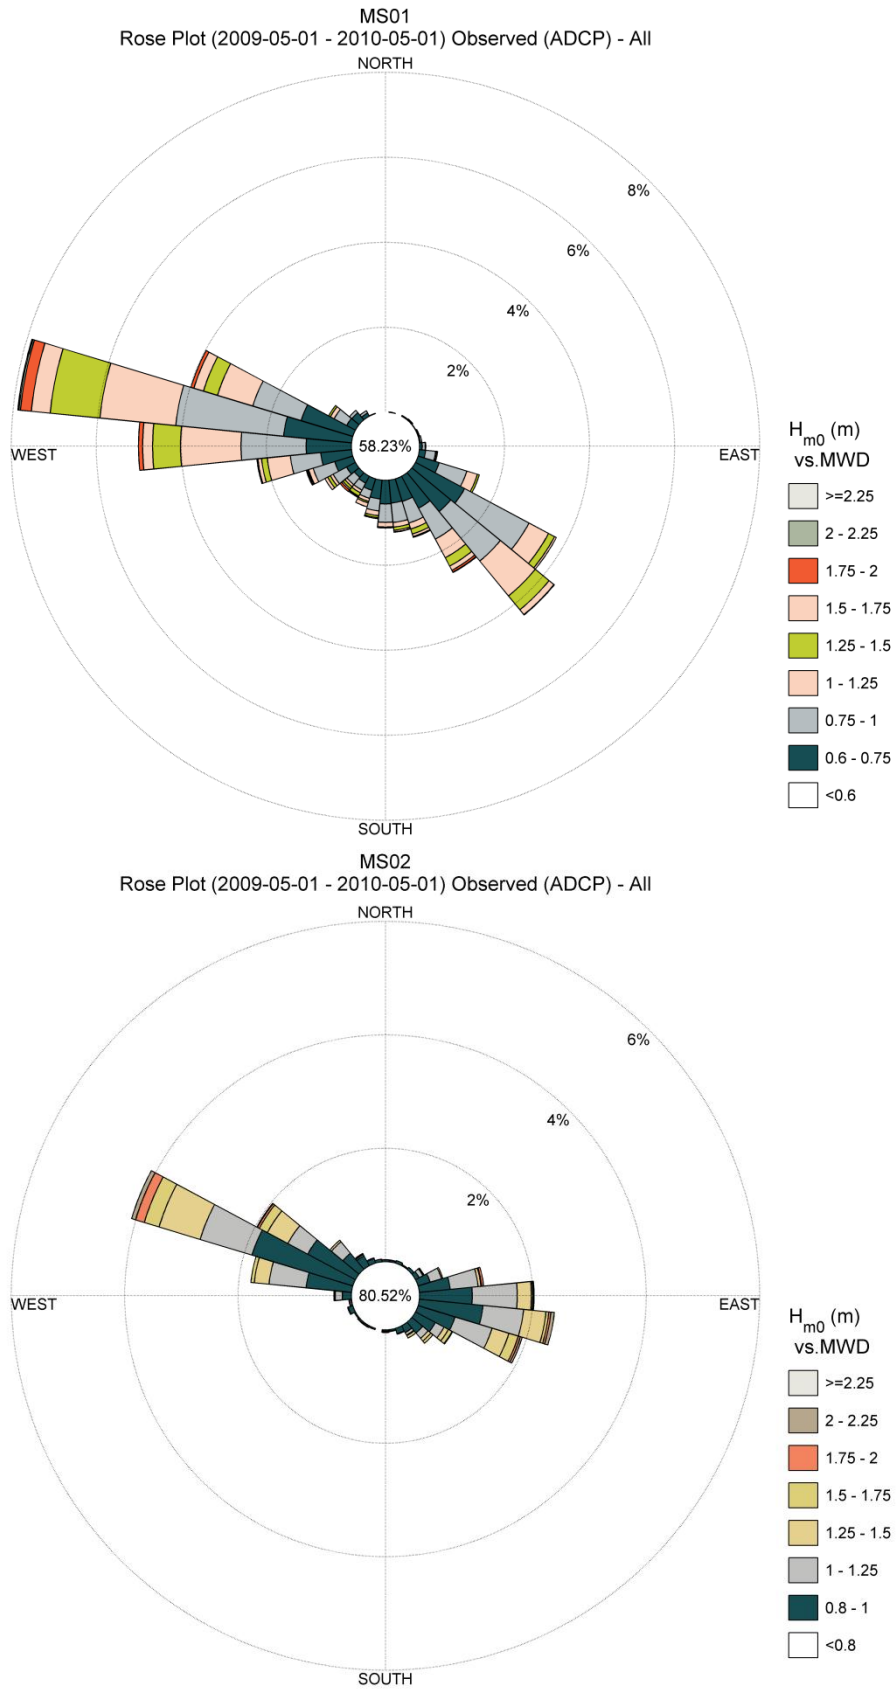 MS01
Rose Plot (2009-05-01 - 2010-05-01) Observed (ADCP) - All
NORTH
8%
6%
4%
2%
58.23%
WEST
EAST
SOUTH
Hm0 (m)
vs.MWD
>=2.25
2 - 2.25
1.75 - 2
1.5 - 1.75
1.25 - 1.5
1 - 1.25
0.75 - 1
0.6 - 0.75
<0.6
MS02
Rose Plot (2009-05-01 - 2010-05-01) Observed (ADCP) - All
NORTH
6%
4%
2%
80.52%
WEST
EAST
SOUTH
Hm0 (m)
vs.MWD
>=2.25
2 - 2.25
1.75 - 2
1.5 - 1.75
1.25 - 1.5
1 - 1.25
0.8 - 1
<0.8